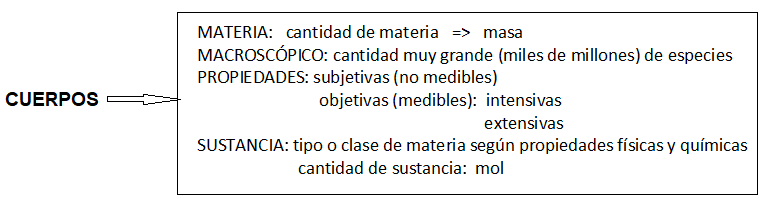 CUERPOS
MATERIA: cantidad de materia => masa
MACROSCÓPICO: cantidad muy grande (miles de millones) de especies
PROPIEDADES: subjetivas (no medibles)
objetivas (medibles): intensivas
extensivas
SUSTANCIA: tipo o clase de materia según propiedades físicas y químicas
cantidad de sustancia: mol